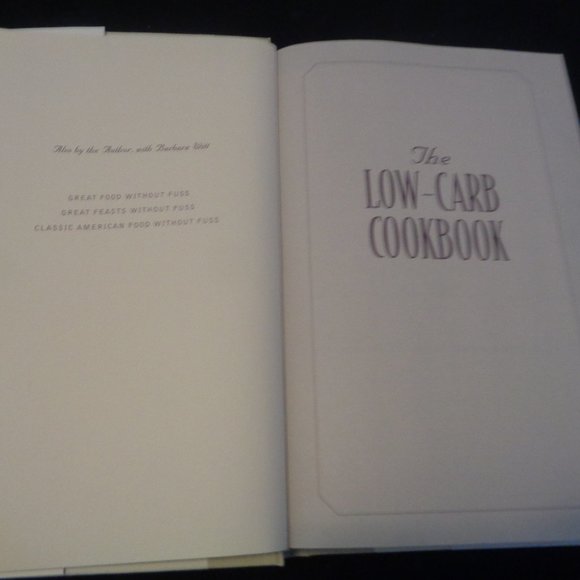 Also by the Author, with Barbara Witt
GREAT FOOD WITHOUT FUSS
GREAT FEASTS WITHOUT FUSS
CLASSIC AMERICAN FOOD WITHOUT FUSS
The
LOW-CARB
COOKBOOK